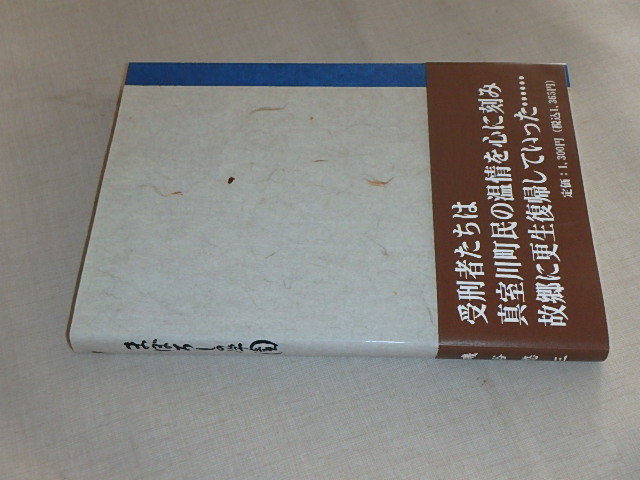 受刑者たちは
真室川町民の温情を心に刻み
故郷に更生復帰していった……
定価:1,300円(税込1,365円)